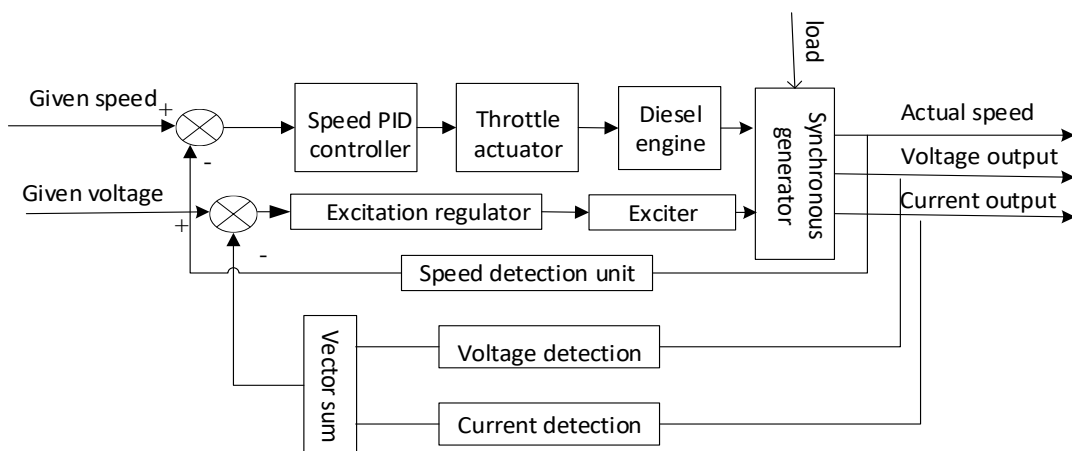 load
Given speed
+
Speed PID
controller
Throttle
actuator
Diesel
engine
Synchronous
generator
Actual speed
Voltage output
Current output
-
Given voltage
+
Excitation regulator
Exciter
-
Speed detection unit
Vector sum
Voltage detection
Current detection